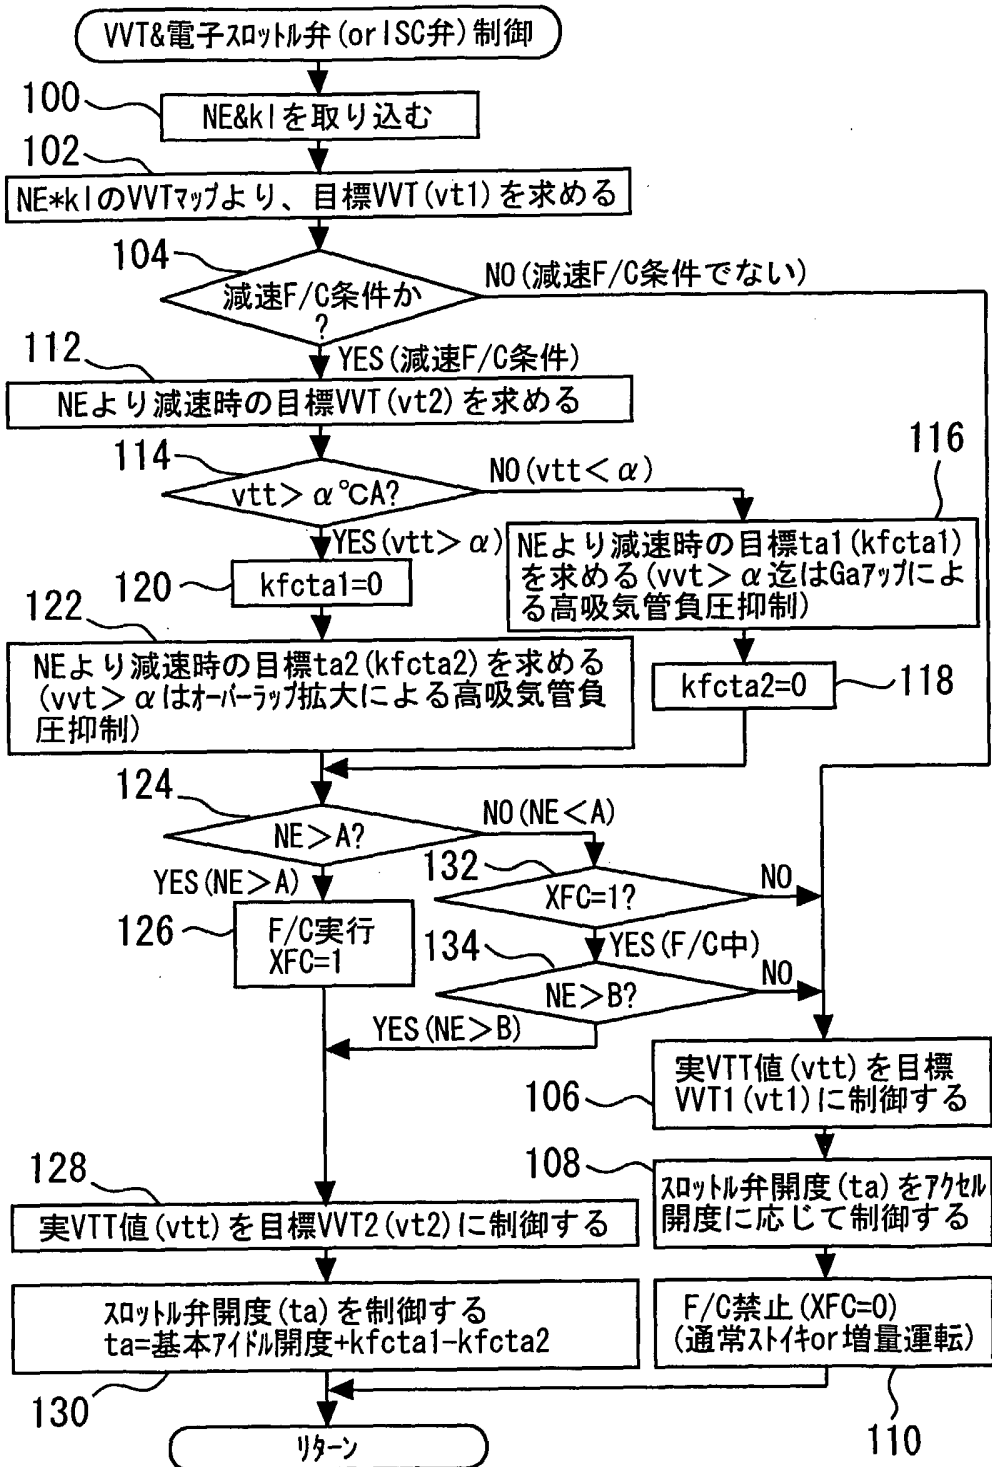 VVT&電子スロットル弁(orISC弁)制御
100
NE&klを取り込む
102
NE*klのVVTマップより、目標VVT(vt1)を求める
104
減速F/C条件か
?
NO(減速F/C条件でない)
YES(減速F/C条件)
112
NEより減速時の目標VVT(vt2)を求める
114
vtt>α℃A?
NO(vtt<α)
116
YES(vtt>α)
NEより減速時の目標ta1(kfcta1)
を求める(vvt>α迄はGaアップによ
る高吸気管負圧抑制)
120
kfcta1=0
122
NEより減速時の目標ta2(kfcta2)を求める
(vvt>αはオーバーラップ拡大による高吸気管負
圧抑制)
kfcta2=0
118
124
NE>A?
NO(NE<A)
YES(NE>A)
132
XFC=1?
NO
126
F/C実行
XFC=1
YES(F/C中)
134
NE>B?
NO
YES(NE>B)
106
実VTT値(vtt)を目標
VVT1(vt1)に制御する
108
スロットル弁開度(ta)をアクセル
開度に応じて制御する
128
実VTT値(vtt)を目標VVT2(vt2)に制御する
スロットル弁開度(ta)を制御する
ta=基本アイドル開度+kfcta1-kfcta2
130
F/C禁止(XFC=0)
(通常ストイキor増量運転)
110
リターン